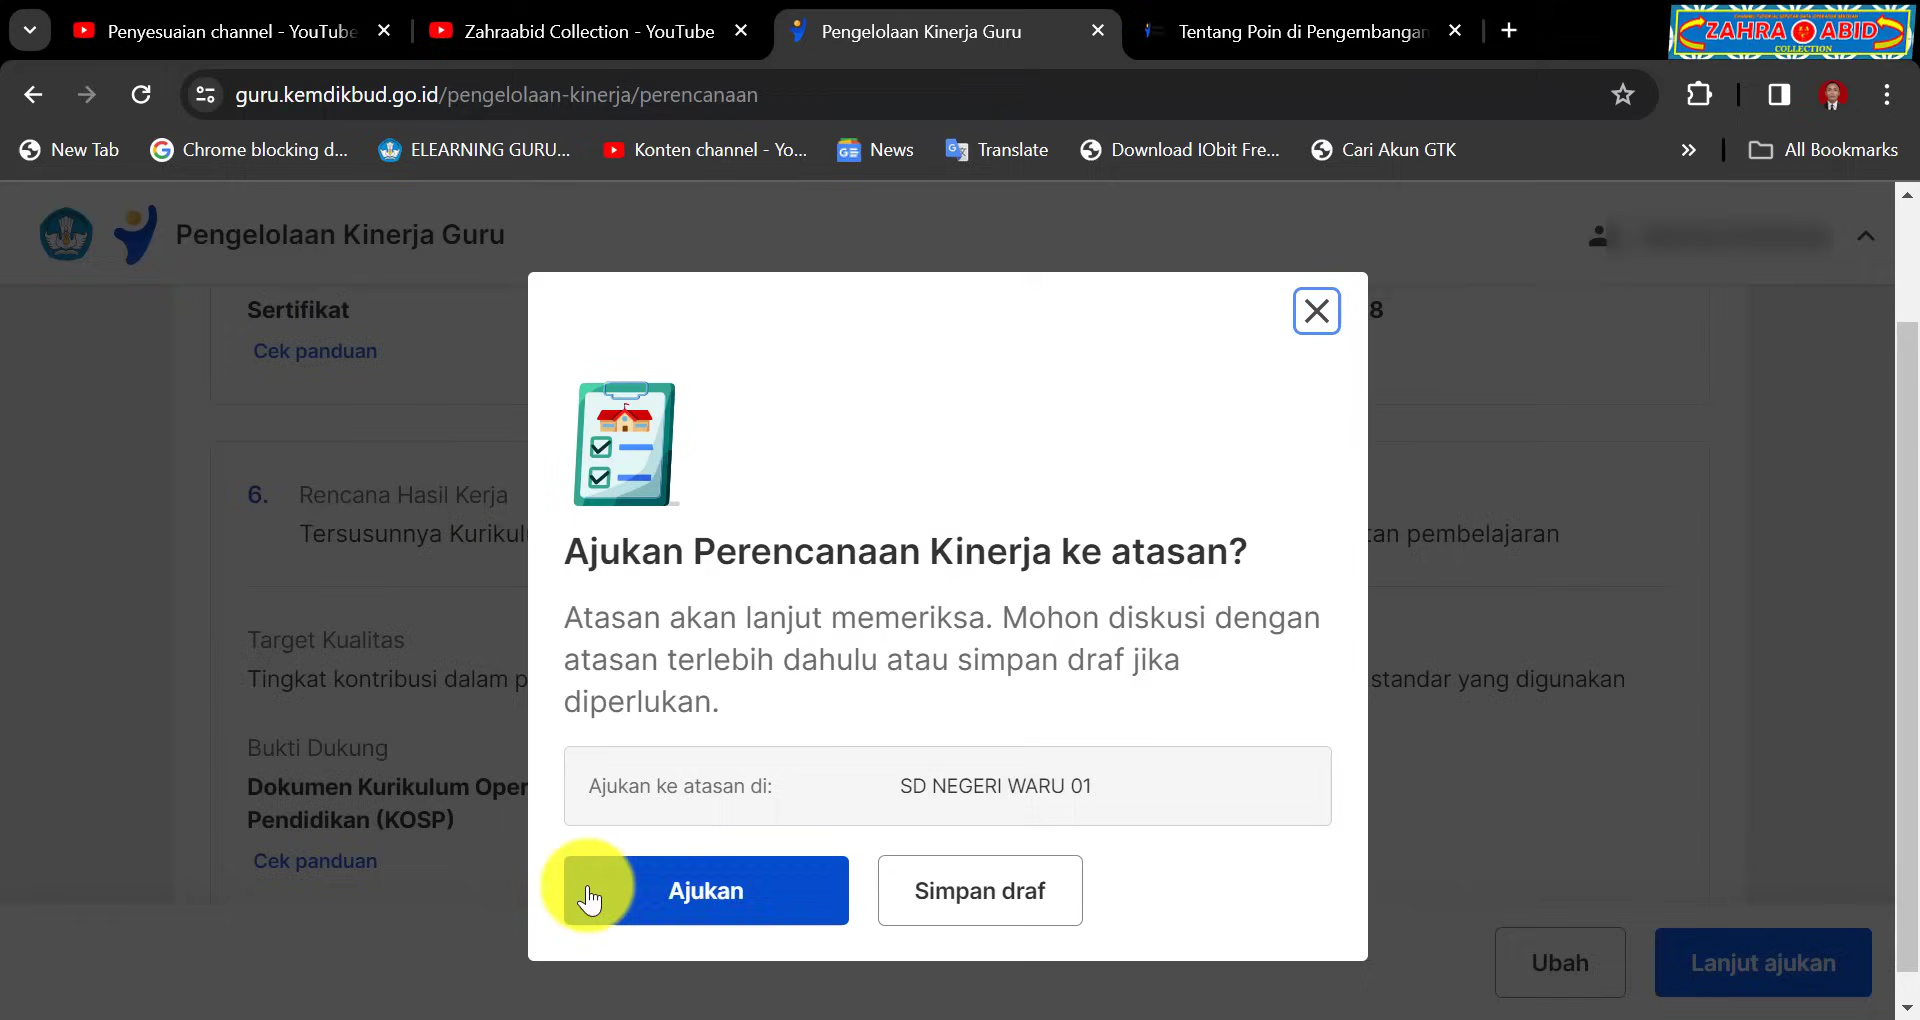 Penyesuaian channel - YouTube
Zahraabid Collection - YouTube
Pengelolaan Kinerja Guru
Tentang Poin di Pengembangan
ZAHRA ABID
COLLECTION
guru.kemdikbud.go.id/pengelolaan-kinerja/perencanaan
New Tab
Chrome blocking d...
ELEARNING GURU...
Konten channel - Yo...
News
Translate
Download IObit Fre...
Cari Akun GTK
All Bookmarks
Pengelolaan Kinerja Guru
Sertifikat
8
Cek panduan
6.
Rencana Hasil Kerja
Tersusunnya Kurikul
an pembelajaran
Target Kualitas
Tingkat kontribusi dalam p
standar yang digunakan
Bukti Dukung
Dokumen Kurikulum Oper
Pendidikan (KOSP)
Cek panduan
Ajukan Perencanaan Kinerja ke atasan?
Atasan akan lanjut memeriksa. Mohon diskusi dengan
atasan terlebih dahulu atau simpan draf jika
diperlukan.
Ajukan ke atasan di:
SD NEGERI WARU 01
Ajukan
Simpan draf
Ubah
Lanjut ajukan